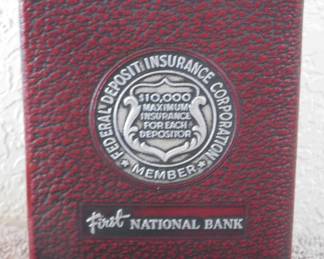 FEDERAL DEPOSIT INSURANCE CORPORATION
$10,000
MAXIMUM
INSURANCE
FOR EACH
DEPOSITOR
★ MEMBER ★
First NATIONAL BANK